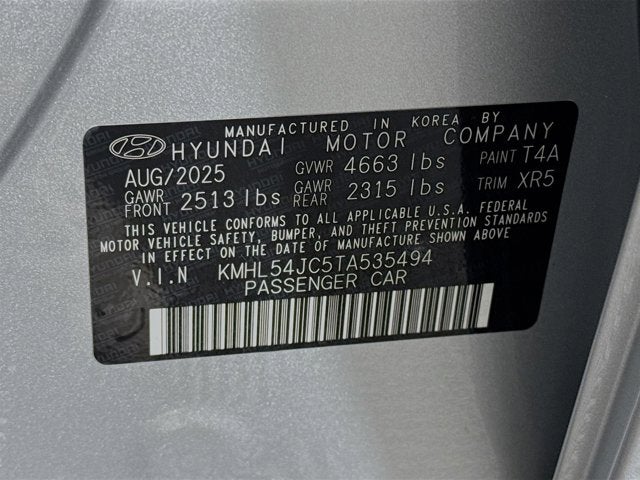 MANUFACTURED IN KOREA BY
HYUNDAI MOTOR COMPANY
AUG/2025 GVWR 4663 lbs PAINT T4A
GAWR FRONT 2513 lbs GAWR REAR 2315 lbs TRIM XR5
THIS VEHICLE CONFORMS TO ALL APPLICABLE U.S.A. FEDERAL
MOTOR VEHICLE SAFETY, BUMPER, AND THEFT PREVENTION STANDARDS
IN EFFECT ON THE DATE OF MANUFACTURE SHOWN ABOVE.
V.I.N KMHL54JC5TA535494
PASSENGER CAR